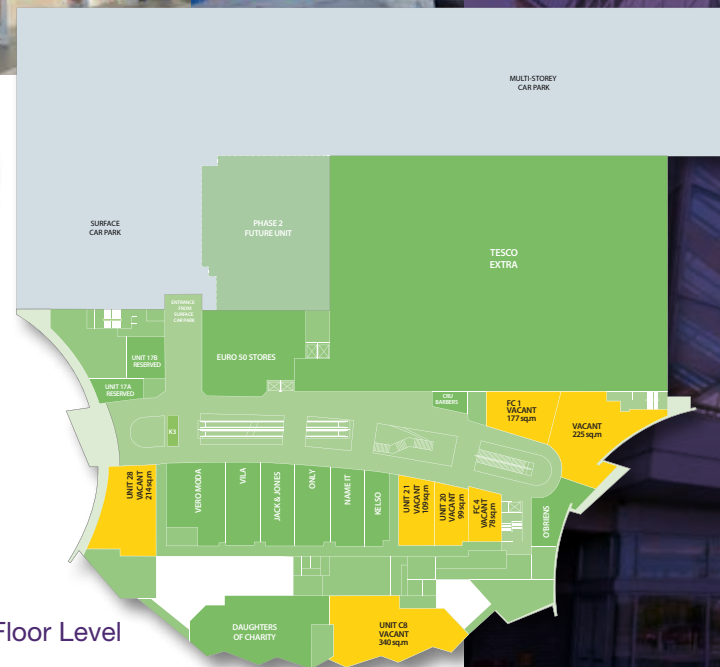 MULTI-STOREY
CAR PARK
SURFACE
CAR PARK
PHASE 2
FUTURE UNIT
TESCO
EXTRA
ENTRANCE
FROM
SURFACE
CAR PARK
UNIT 17B
RESERVED
EURO 50 STORES
UNIT 17A
RESERVED
CRU
BARBERS
FC 1
VACANT
177 sq.m
VACANT
225 sq.m
K3
UNIT 28
VACANT
214 sq.m
VERO MODA
VILA
JACK & JONES
ONLY
NAME IT
KELSO
UNIT 21
VACANT
109 sq.m
UNIT 20
VACANT
99 sq.m
FC 4
VACANT
78 sq.m
O'BRIENS
DAUGHTERS
OF CHARITY
UNIT C8
VACANT
340 sq.m
Floor Level